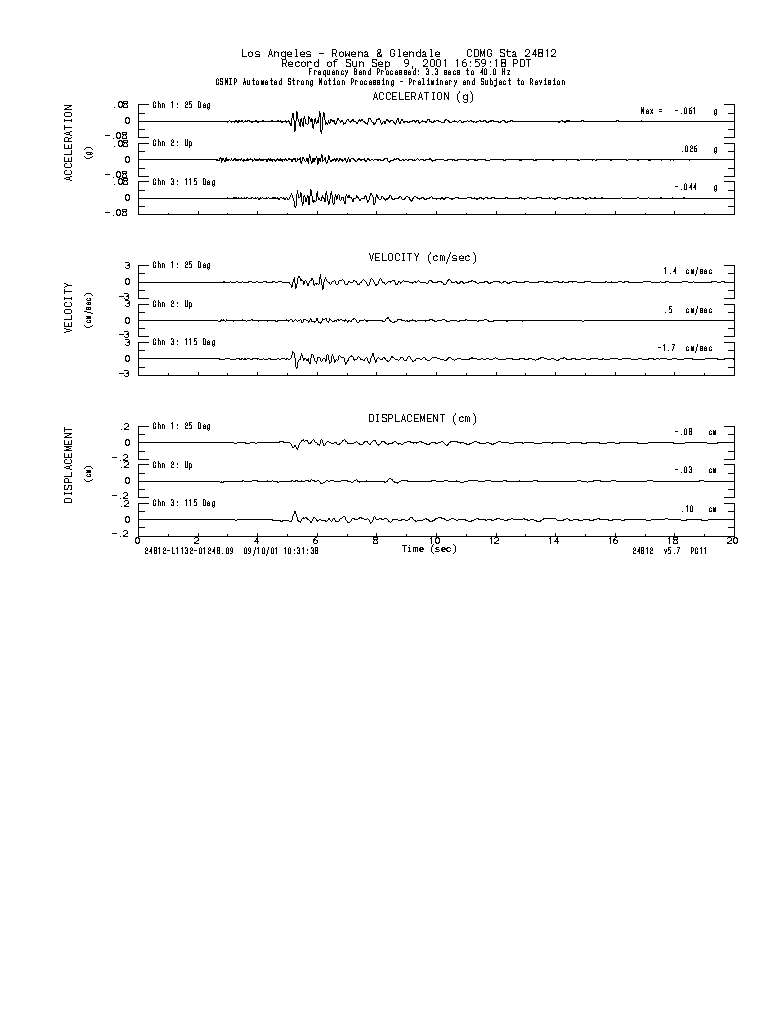 Los Angeles - Rowena & Glendale CDMG Sta 24812
Record of Sun Sep 9, 2001 16:59:18 PDT
Frequency Band Processed: 3.3 secs to 40.0 Hz
CSMIP Automated Strong Motion Processing - Preliminary and Subject to Revision
ACCELERATION (g)
ACCELERATION
(g)
.08 Chn 1: 25 Deg Max = -.061 g
0
-.08
.08 Chn 2: Up .026 g
0
-.08
.08 Chn 3: 115 Deg -.044 g
0
-.08
VELOCITY (cm/sec)
VELOCITY
(cm/sec)
3 Chn 1: 25 Deg 1.4 cm/sec
0
-3
3 Chn 2: Up .5 cm/sec
0
-3
3 Chn 3: 115 Deg -1.7 cm/sec
0
-3
DISPLACEMENT (cm)
DISPLACEMENT
(cm)
.2 Chn 1: 25 Deg -.08 cm
0
-.2
.2 Chn 2: Up -.03 cm
0
-.2
.2 Chn 3: 115 Deg .10 cm
0
-.2
0 2 4 6 8 10 12 14 16 18 20
Time (sec)
24812-L1132-01248.09 09/10/01 10:31:38 24812 v5.7 PC11